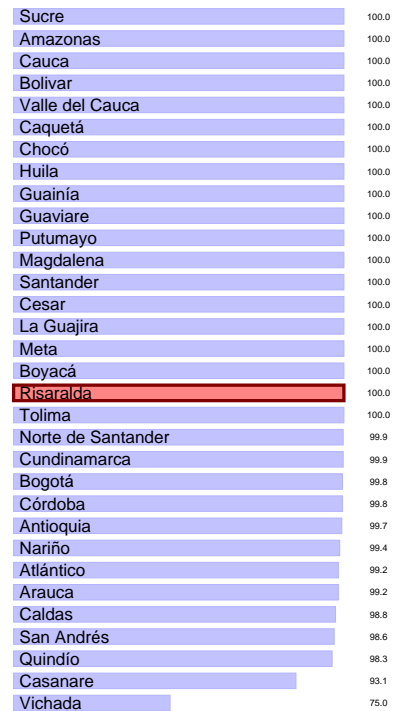 Sucre 100.0
Amazonas 100.0
Cauca 100.0
Bolivar 100.0
Valle del Cauca 100.0
Caquetá 100.0
Chocó 100.0
Huila 100.0
Guainía 100.0
Guaviare 100.0
Putumayo 100.0
Magdalena 100.0
Santander 100.0
Cesar 100.0
La Guajira 100.0
Meta 100.0
Boyacá 100.0
Risaralda 100.0
Tolima 100.0
Norte de Santander 99.9
Cundinamarca 99.9
Bogotá 99.8
Córdoba 99.8
Antioquia 99.7
Nariño 99.4
Atlántico 99.2
Arauca 99.2
Caldas 98.8
San Andrés 98.6
Quindío 98.3
Casanare 93.1
Vichada 75.0